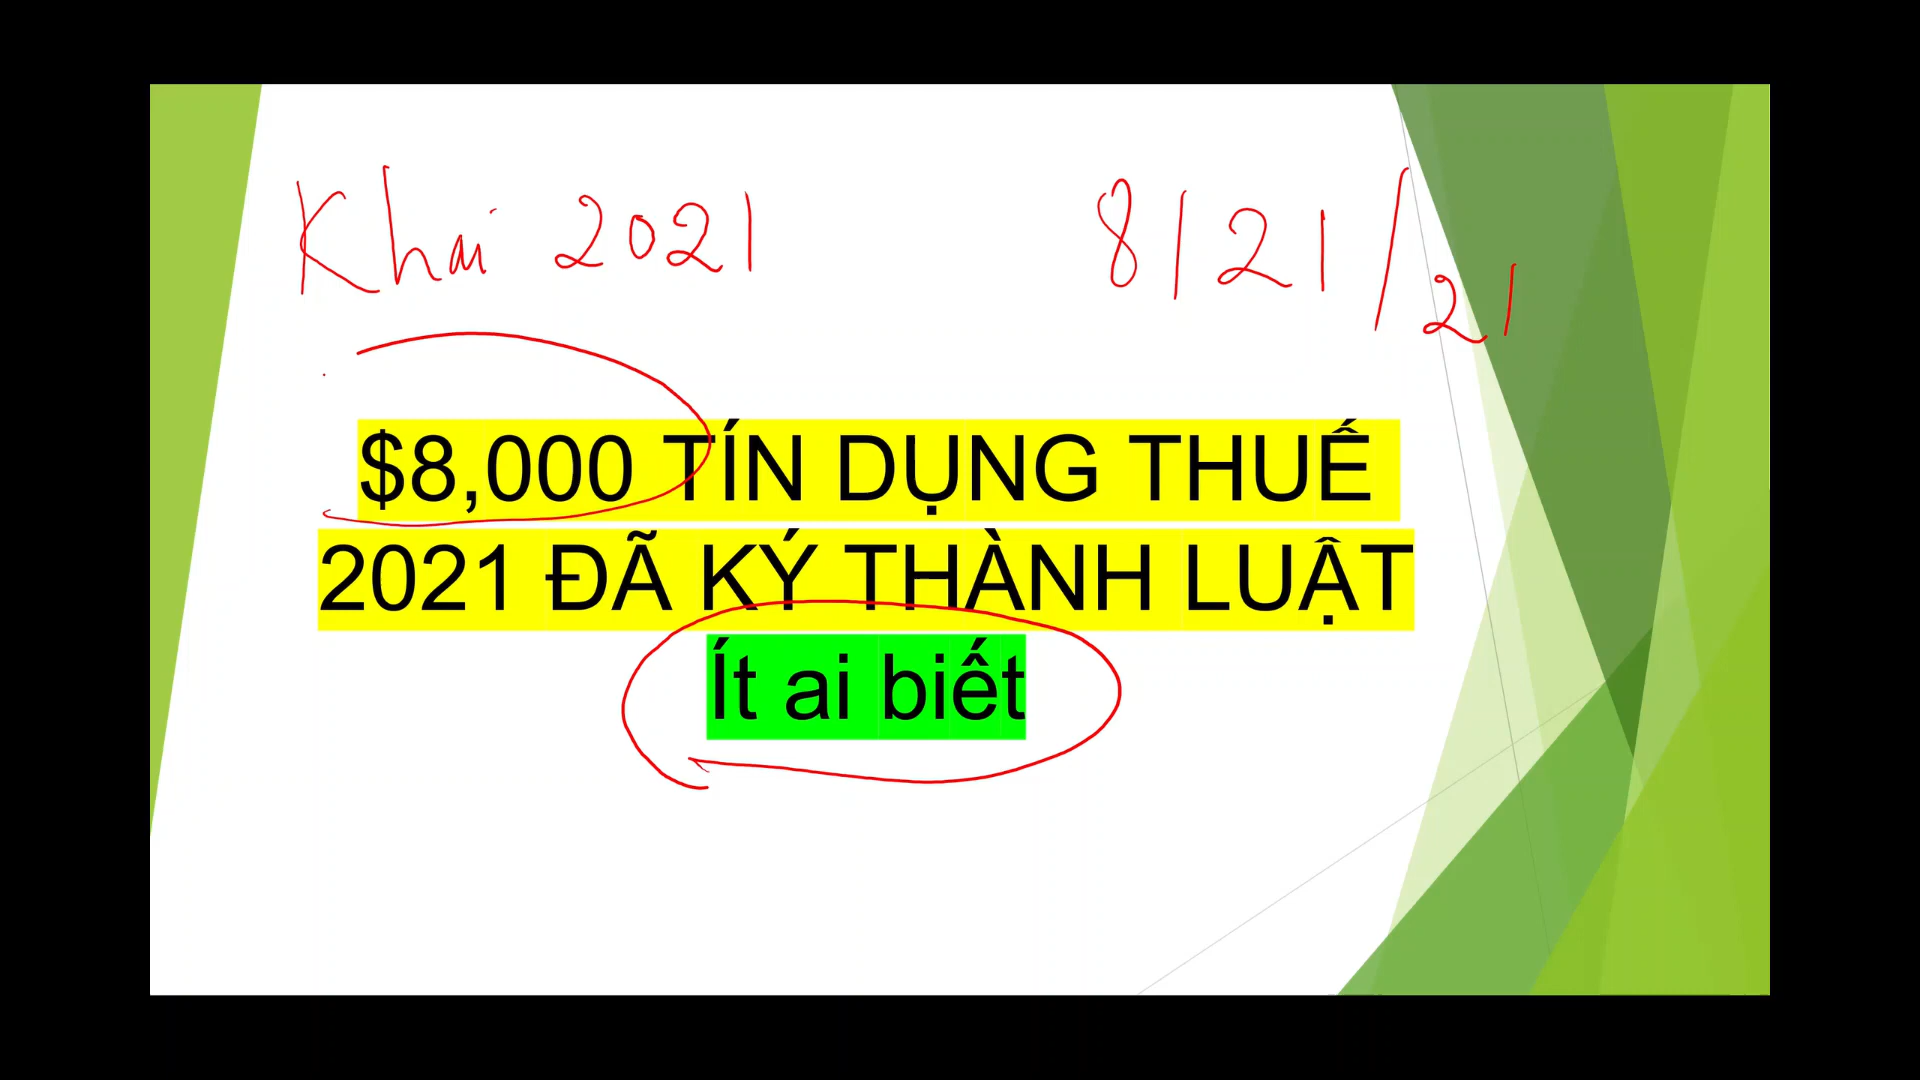 Khai 2021 8/21/21
$8,000 TÍN DỤNG THUẾ
2021 ĐÃ KÝ THÀNH LUẬT
Ít ai biết